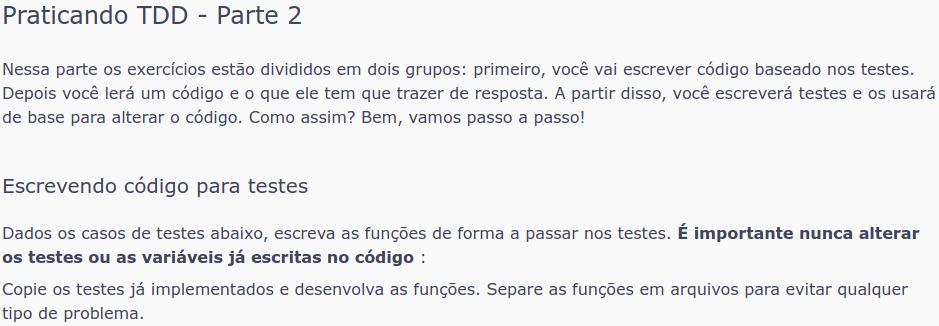 Praticando TDD - Parte 2
Nessa parte os exercícios estão divididos em dois grupos: primeiro, você vai escrever código baseado nos testes.
Depois você lerá um código e o que ele tem que trazer de resposta. A partir disso, você escreverá testes e os usará
de base para alterar o código. Como assim? Bem, vamos passo a passo!
Escrevendo código para testes
Dados os casos de testes abaixo, escreva as funções de forma a passar nos testes. É importante nunca alterar
os testes ou as variáveis já escritas no código :
Copie os testes já implementados e desenvolva as funções. Separe as funções em arquivos para evitar qualquer
tipo de problema.